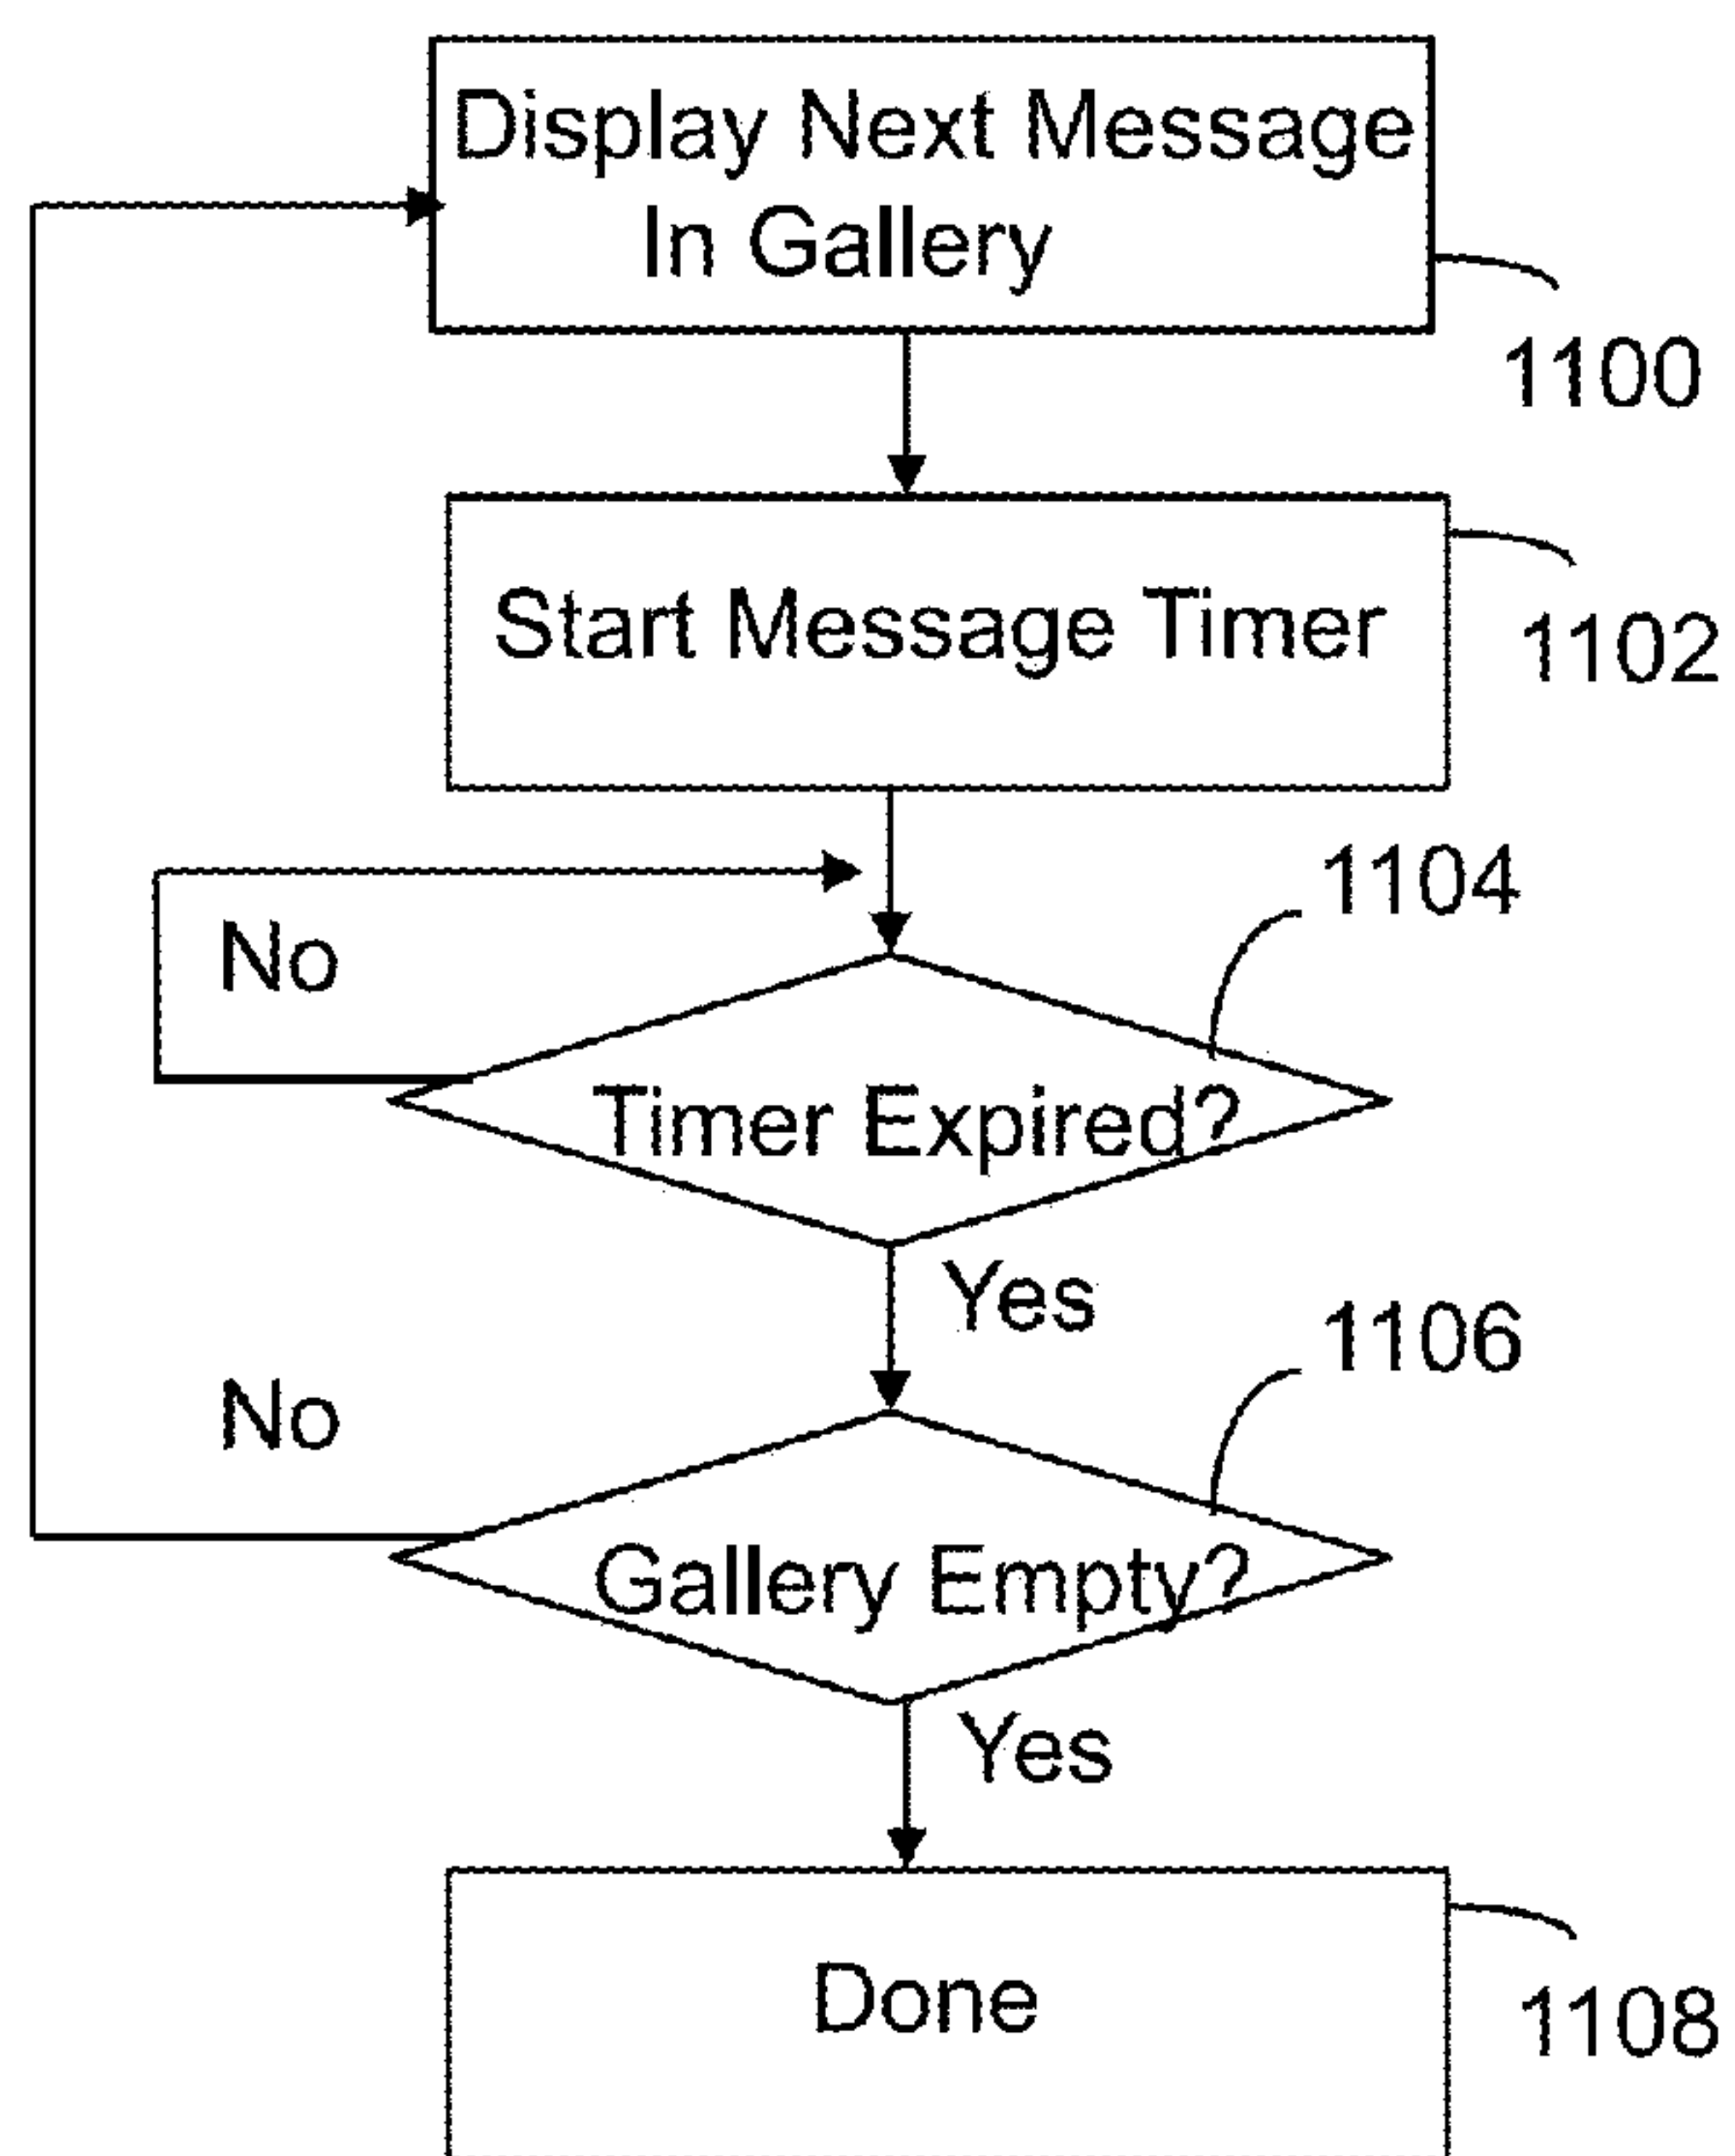 Display Next Message
In Gallery
1100
Start Message Timer
1102
1104
No
Timer Expired?
Yes
1106
No
Gallery Empty?
Yes
Done
1108